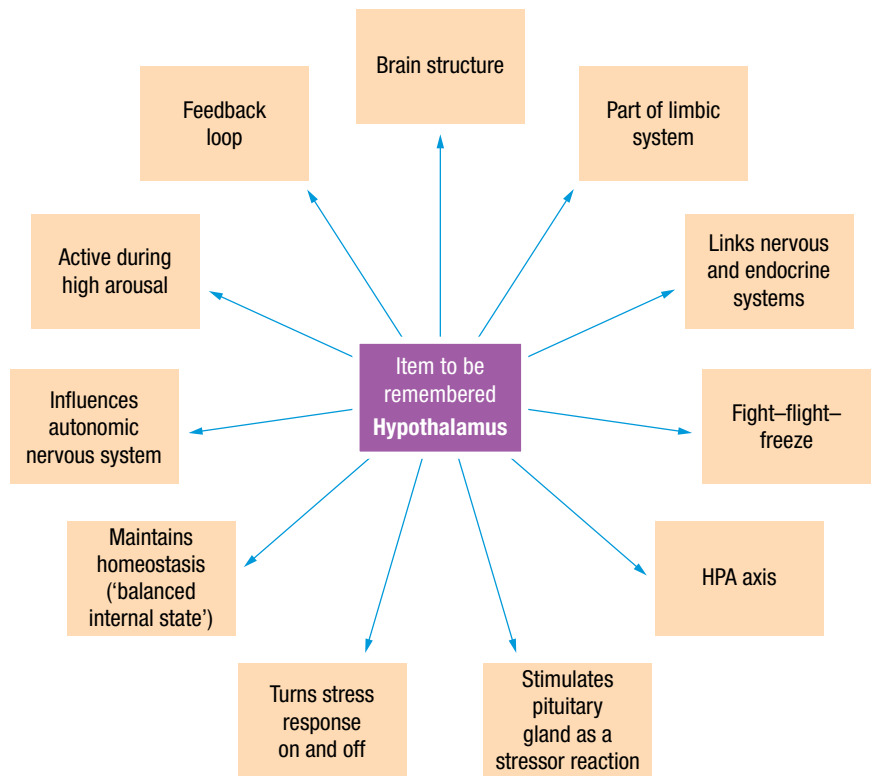 Brain structure
Part of limbic
system
Links nervous
and endocrine
systems
Fight–flight–
freeze
HPA axis
Stimulates
pituitary
gland as a
stressor reaction
Turns stress
response
on and off
Maintains
homeostasis
(‘balanced
internal state’)
Influences
autonomic
nervous system
Active during
high arousal
Feedback
loop
Item to be
remembered
Hypothalamus